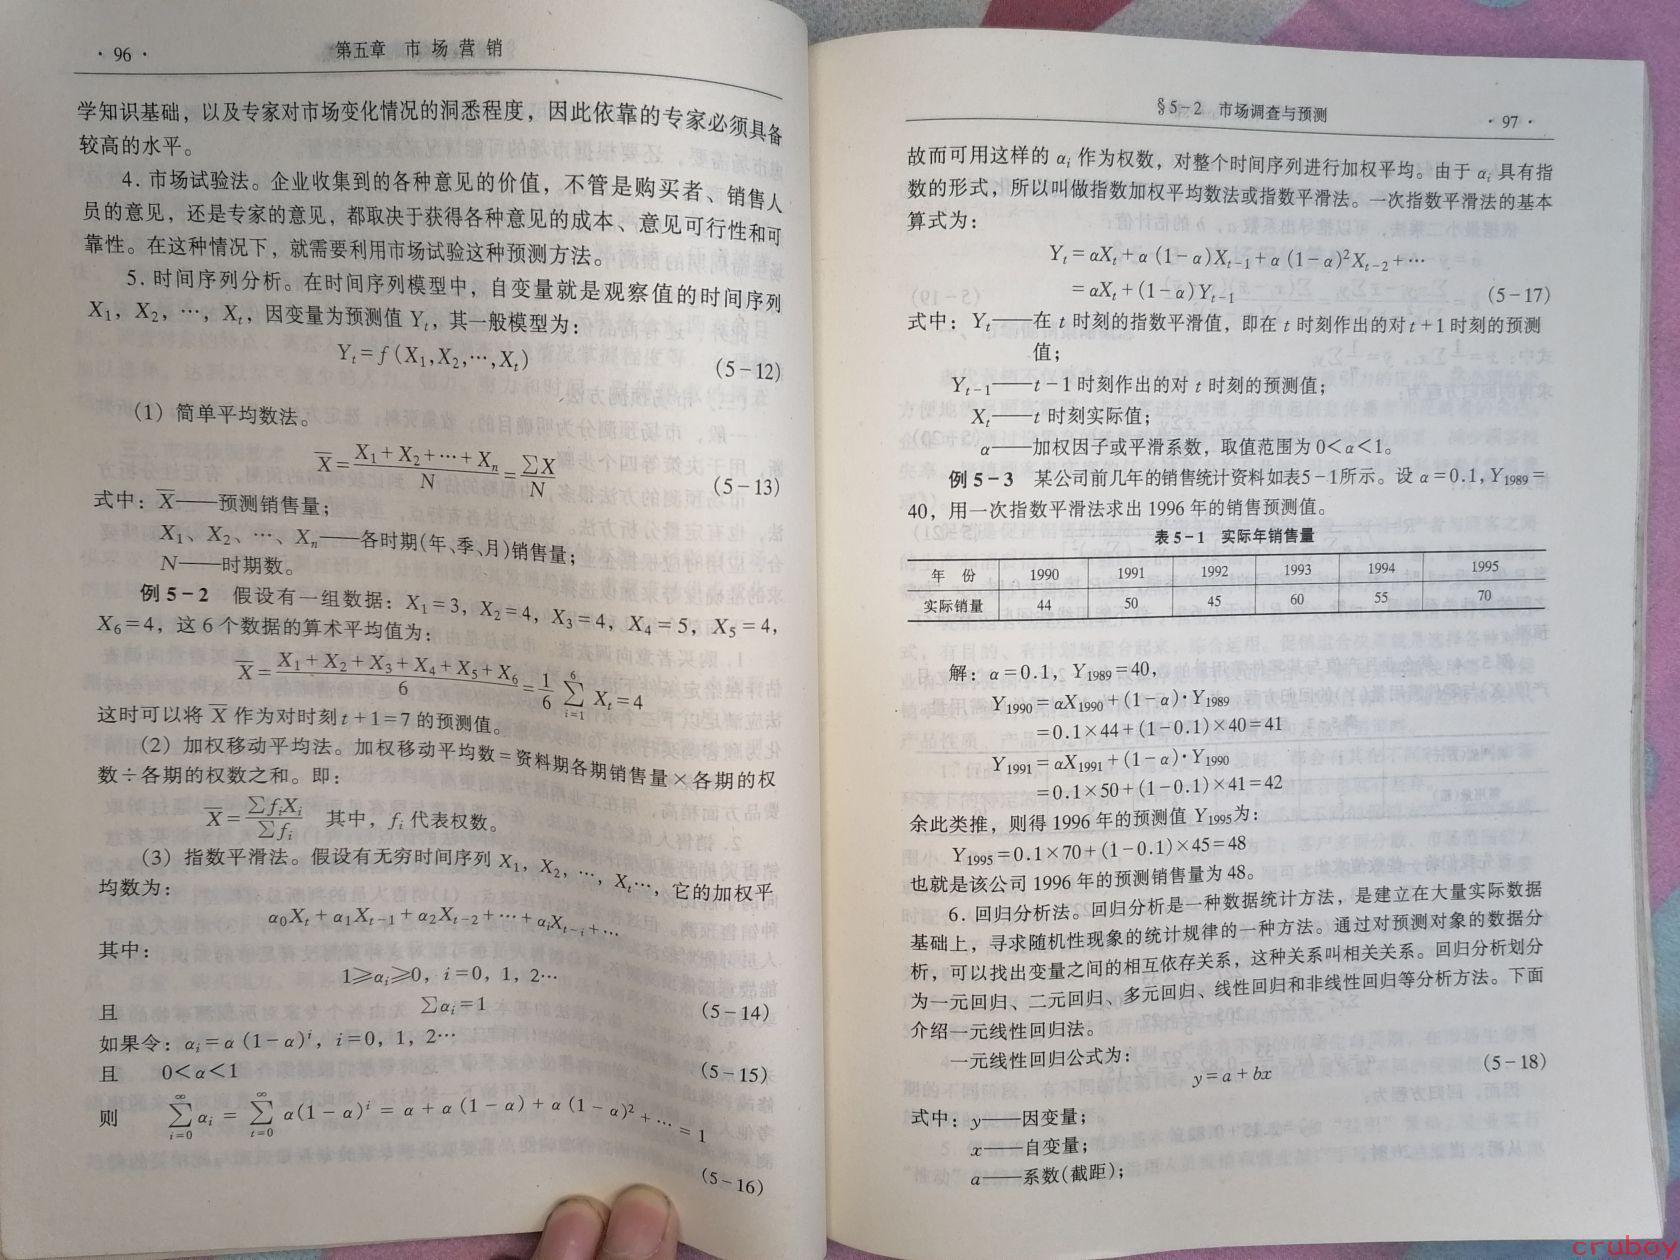 · 96 ·
第五章 市场营销
学知识基础，以及专家对市场变化情况的洞悉程度，因此依靠的专家必须具备
较高的水平。
4. 市场试验法。企业收集到的各种意见的价值，不管是购买者、销售人
员的意见，还是专家的意见，都取决于获得各种意见的成本、意见可行性和可
靠性。在这种情况下，就需要利用市场试验这种预测方法。
5. 时间序列分析。在时间序列模型中，自变量就是观察值的时间序列
X₁，X₂，…，Xₜ，因变量为预测值 Yₜ，其一般模型为：
Yₜ=f(X₁,X₂,…,Xₜ) (5-12)
(1) 简单平均数法。
X̅=(X₁+X₂+…+Xₙ)/N=∑X/N (5-13)
式中：X̅——预测销售量；
X₁、X₂、…、Xₙ——各时期(年、季、月)销售量；
N——时期数。
例 5-2 假设有一组数据：X₁=3，X₂=4，X₃=4，X₄=5，X₅=4，
X₆=4，这 6 个数据的算术平均值为：
X̅=(X₁+X₂+X₃+X₄+X₅+X₆)/6=1/6 ∑_{i=1}^{6} Xₜ=4
这时可以将 X̅ 作为对时刻 t+1=7 的预测值。
(2) 加权移动平均法。加权移动平均数=资料期各期销售量×各期的权
数÷各期的权数之和。即：
X̅=∑fᵢXᵢ/∑fᵢ 其中，fᵢ 代表权数。
(3) 指数平滑法。假设有无穷时间序列 X₁，X₂，…，Xₜ…，它的加权平
均数为：
α₀Xₜ+α₁Xₜ₋₁+α₂Xₜ₋₂+…+αᵢXₜ₋ᵢ+…
其中：
1≥αᵢ≥0，i=0，1，2…
且 ∑αᵢ=1 (5-14)
如果令：αᵢ=α(1-α)ⁱ，i=0，1，2…
且 0<α<1 (5-15)
则 ∑_{i=0}^{∞} αᵢ = ∑_{t=0}^{∞} α(1-α)ⁱ = α+α(1-α)+α(1-α)²+…=1
(5-16)
§5-2 市场调查与预测
· 97 ·
故而可用这样的 αᵢ 作为权数，对整个时间序列进行加权平均。由于 αᵢ 具有指
数的形式，所以叫做指数加权平均数法或指数平滑法。一次指数平滑法的基本
算式为：
Yₜ=αXₜ+α(1-α)Xₜ₋₁+α(1-α)²Xₜ₋₂+…
=αXₜ+(1-α)Yₜ₋₁ (5-17)
式中：Yₜ——在 t 时刻的指数平滑值，即在 t 时刻作出的对 t+1 时刻的预测
值；
Yₜ₋₁——t-1 时刻作出的对 t 时刻的预测值；
Xₜ——t 时刻实际值；
α——加权因子或平滑系数，取值范围为 0<α<1。
例 5-3 某公司前几年的销售统计资料如表5-1所示。设 α=0.1，Y₁₉₈₉=
40，用一次指数平滑法求出 1996 年的销售预测值。
表 5-1 实际年销售量
年 份 1990 1991 1992 1993 1994 1995
实际销量 44 50 45 60 55 70
解：α=0.1，Y₁₉₈₉=40，
Y₁₉₉₀=αX₁₉₉₀+(1-α)·Y₁₉₈₉
=0.1×44+(1-0.1)×40=41
Y₁₉₉₁=αX₁₉₉₁+(1-α)·Y₁₉₉₀
=0.1×50+(1-0.1)×41=42
余此类推，则得 1996 年的预测值 Y₁₉₉₅为：
Y₁₉₉₅=0.1×70+(1-0.1)×45=48
也就是该公司 1996 年的预测销售量为 48。
6. 回归分析法。回归分析是一种数据统计方法，是建立在大量实际数据
基础上，寻求随机性现象的统计规律的一种方法。通过对预测对象的数据分
析，可以找出变量之间的相互依存关系，这种关系叫相关关系。回归分析划分
为一元回归、二元回归、多元回归、线性回归和非线性回归等分析方法。下面
介绍一元线性回归法。
一元线性回归公式为：
y=a+bx (5-18)
式中：y——因变量；
x——自变量；
a——系数(截距)；
cruboy